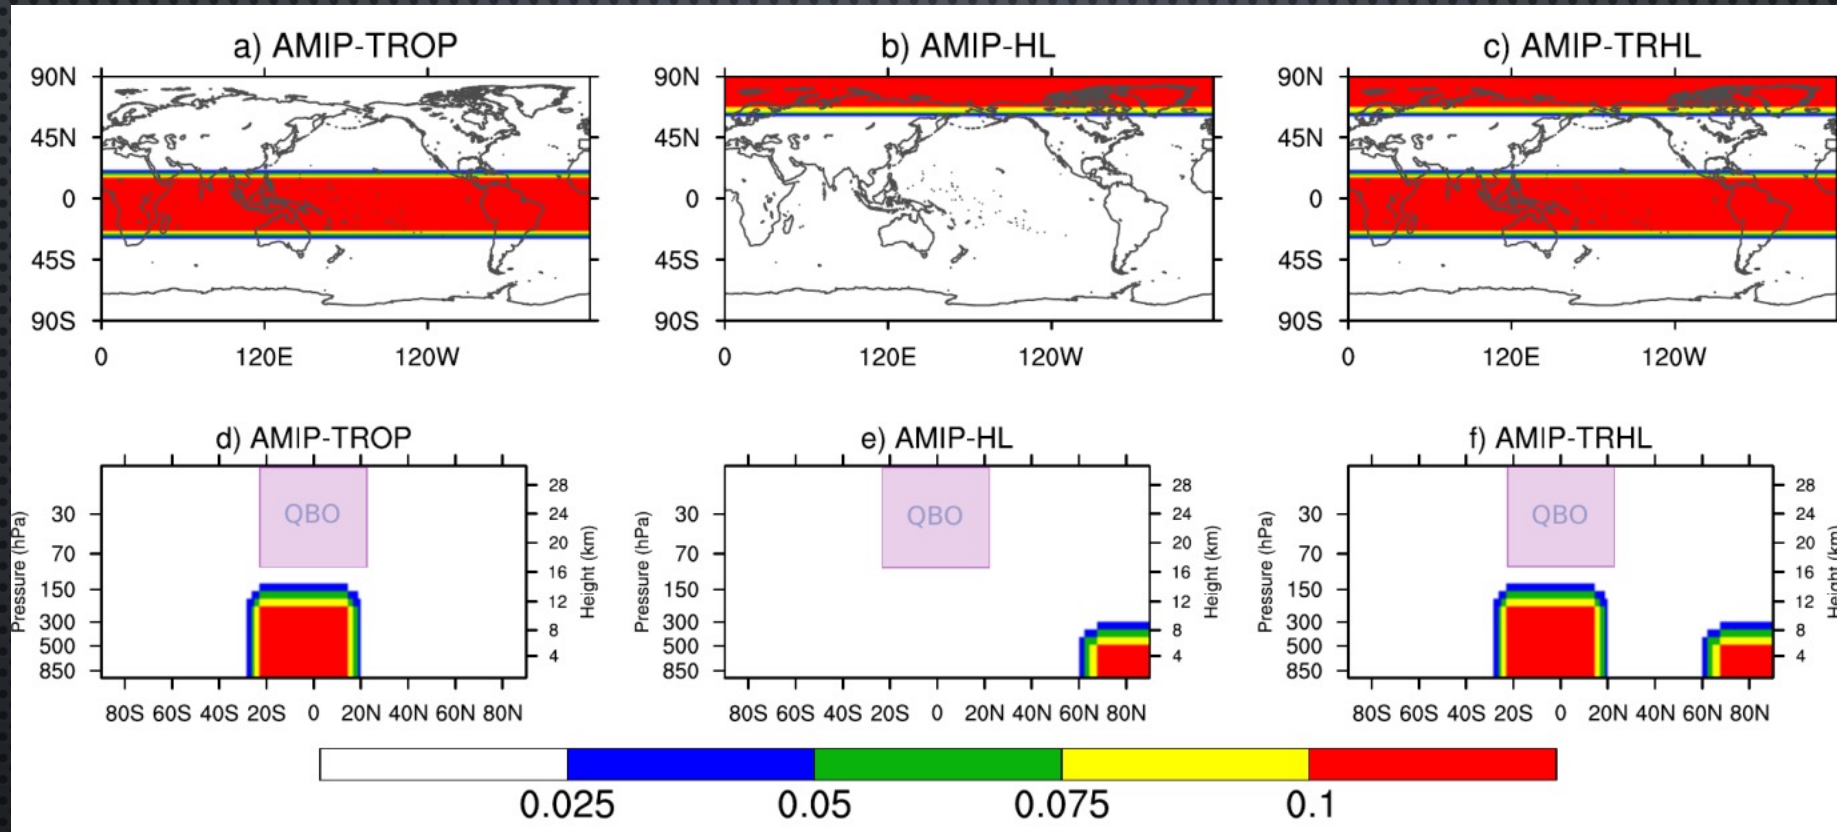 a) AMIP-TROP
b) AMIP-HL
c) AMIP-TRHL
90N
45N
0
45S
90S
0 120E 120W
90N
45N
0
45S
90S
0 120E 120W
90N
45N
0
45S
90S
0 120E 120W
d) AMIP-TROP
e) AMIP-HL
f) AMIP-TRHL
Pressure (hPa)
30
70
150
300
500
850
QBO
28
24
20
16
12
8
4
Height (km)
80S 60S 40S 20S 0 20N 40N 60N 80N
Pressure (hPa)
30
70
150
300
500
850
QBO
28
24
20
16
12
8
4
Height (km)
80S 60S 40S 20S 0 20N 40N 60N 80N
Pressure (hPa)
30
70
150
300
500
850
QBO
28
24
20
16
12
8
4
Height (km)
80S 60S 40S 20S 0 20N 40N 60N 80N
0.025 0.05 0.075 0.1